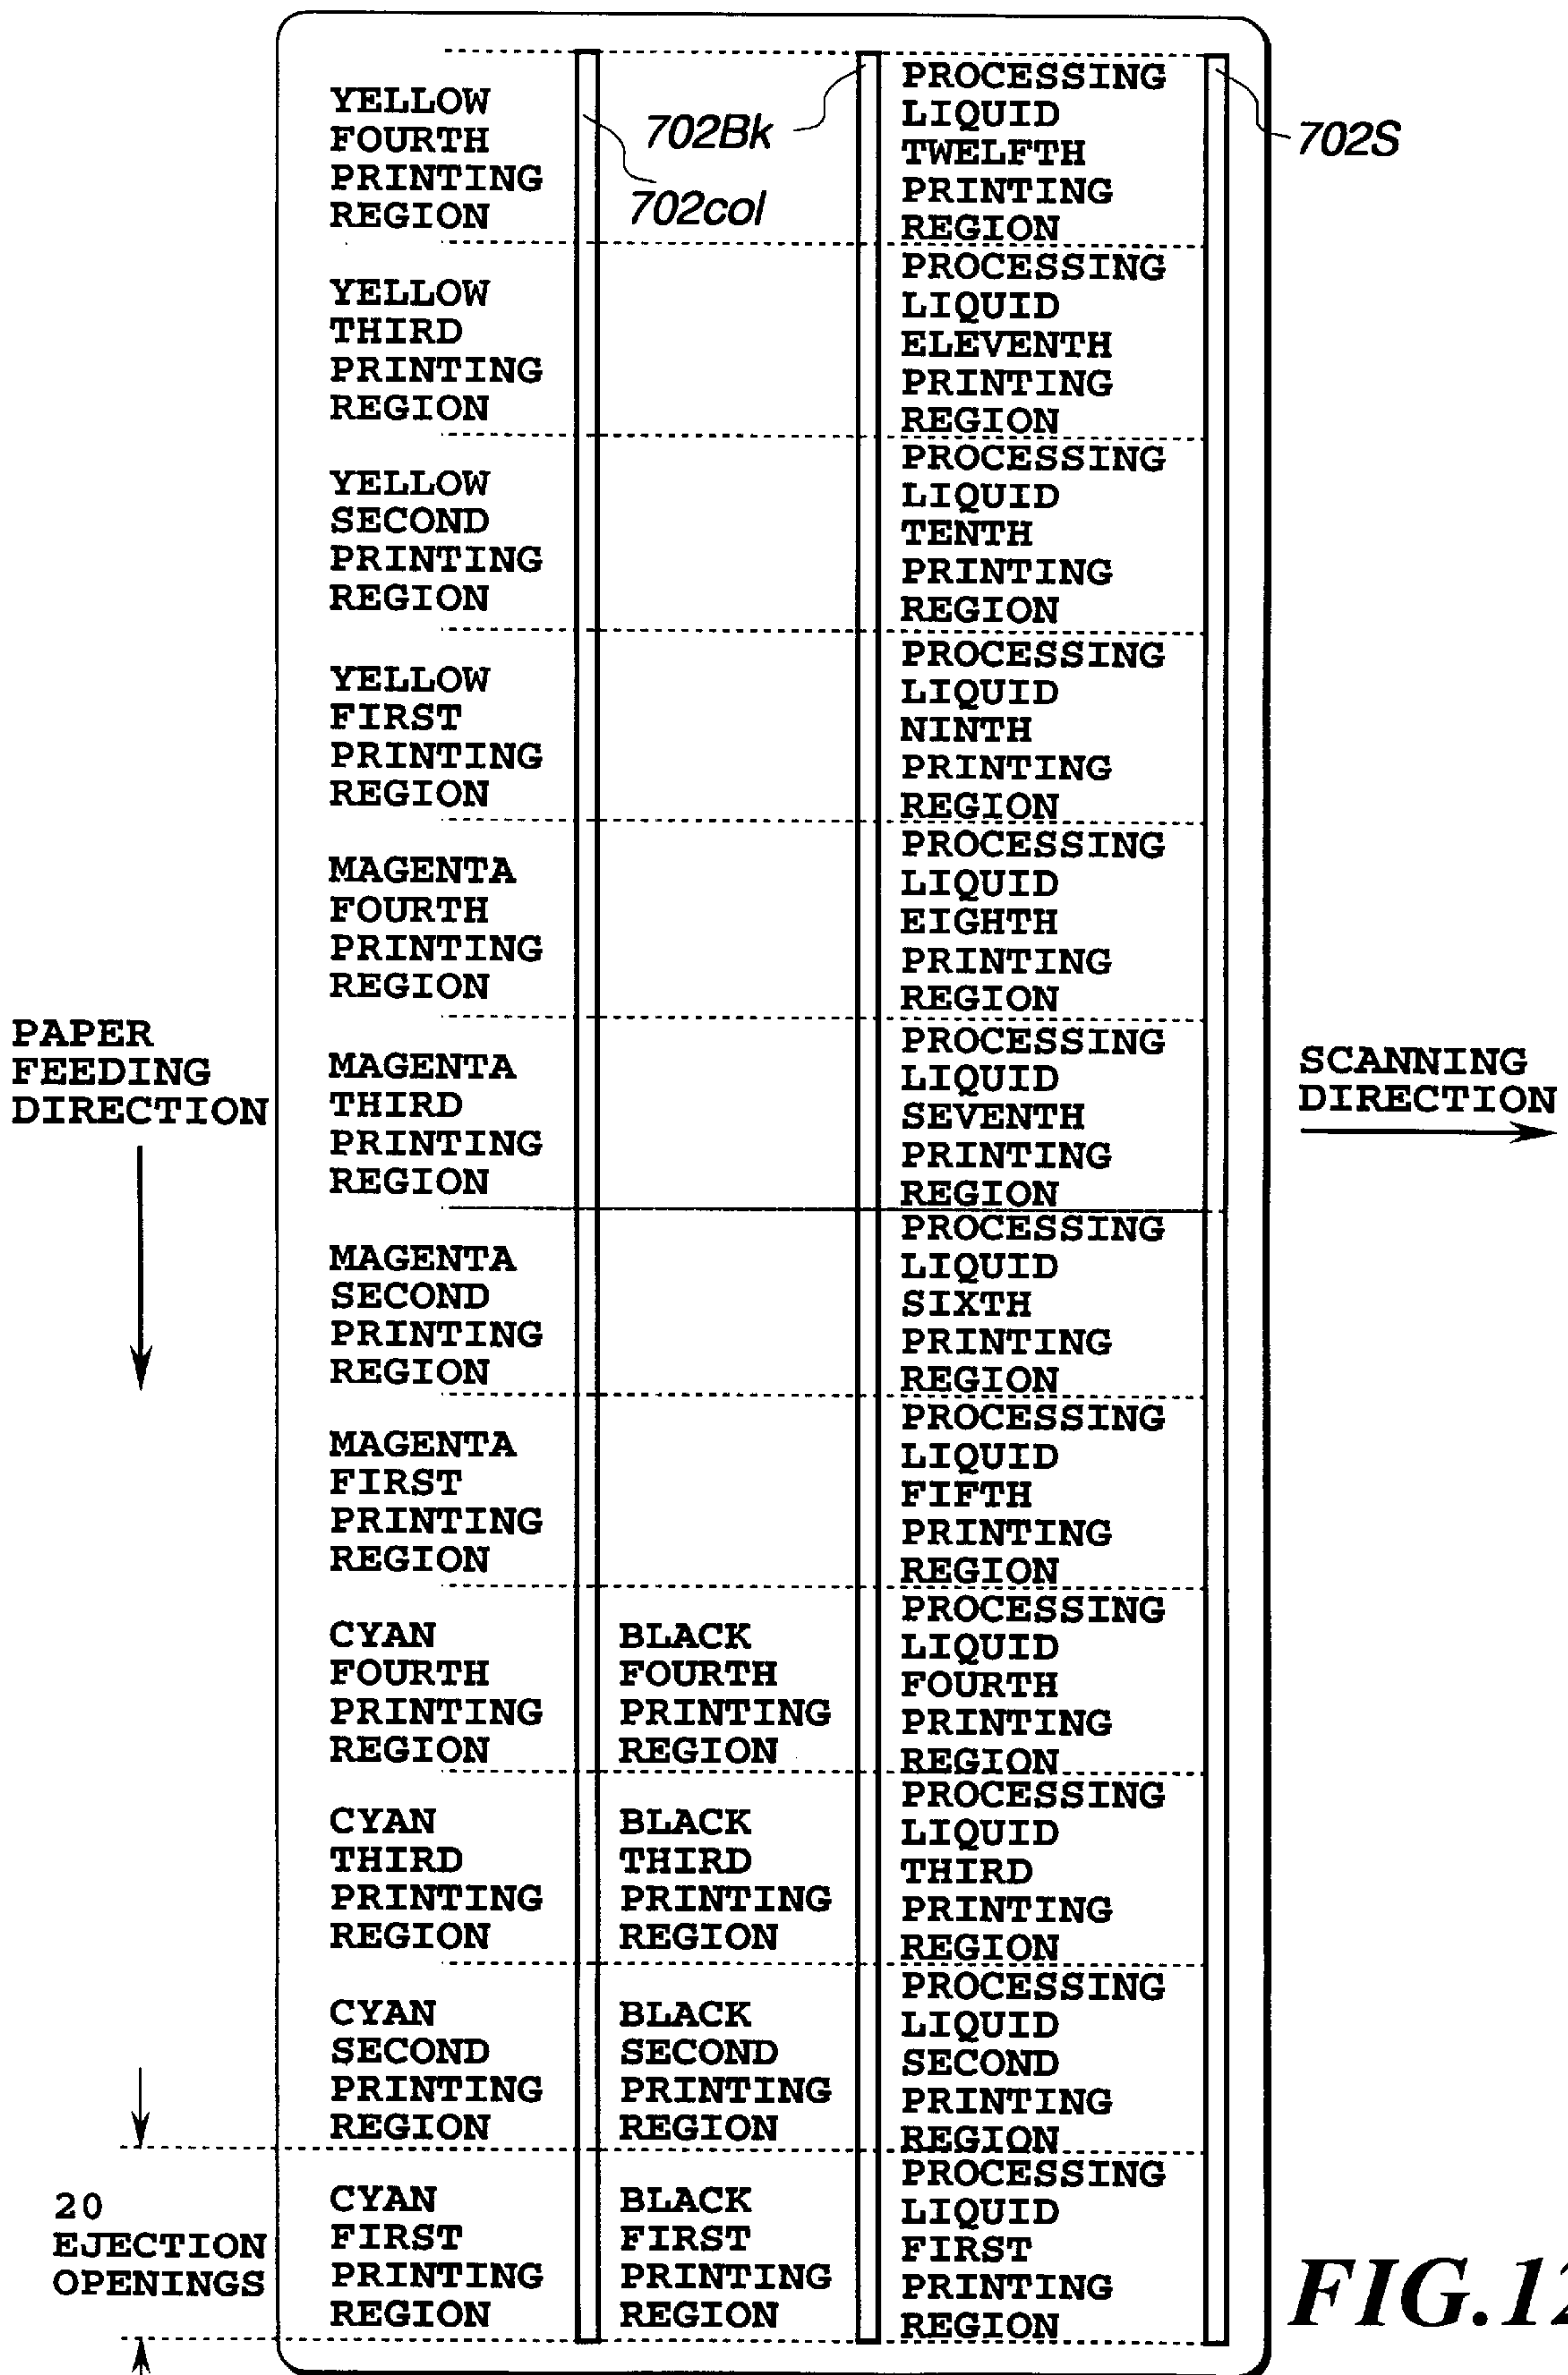 YELLOW
FOURTH
PRINTING
REGION
702Bk
702col
PROCESSING
LIQUID
TWELFTH
PRINTING
REGION
702S
YELLOW
THIRD
PRINTING
REGION
PROCESSING
LIQUID
ELEVENTH
PRINTING
REGION
YELLOW
SECOND
PRINTING
REGION
PROCESSING
LIQUID
TENTH
PRINTING
REGION
YELLOW
FIRST
PRINTING
REGION
PROCESSING
LIQUID
NINTH
PRINTING
REGION
MAGENTA
FOURTH
PRINTING
REGION
PROCESSING
LIQUID
EIGHTH
PRINTING
REGION
PAPER
FEEDING
DIRECTION
MAGENTA
THIRD
PRINTING
REGION
PROCESSING
LIQUID
SEVENTH
PRINTING
REGION
SCANNING
DIRECTION
MAGENTA
SECOND
PRINTING
REGION
PROCESSING
LIQUID
SIXTH
PRINTING
REGION
MAGENTA
FIRST
PRINTING
REGION
PROCESSING
LIQUID
FIFTH
PRINTING
REGION
CYAN
FOURTH
PRINTING
REGION
BLACK
FOURTH
PRINTING
REGION
PROCESSING
LIQUID
FOURTH
PRINTING
REGION
CYAN
THIRD
PRINTING
REGION
BLACK
THIRD
PRINTING
REGION
PROCESSING
LIQUID
THIRD
PRINTING
REGION
CYAN
SECOND
PRINTING
REGION
BLACK
SECOND
PRINTING
REGION
PROCESSING
LIQUID
SECOND
PRINTING
REGION
20
EJECTION
OPENINGS
CYAN
FIRST
PRINTING
REGION
BLACK
FIRST
PRINTING
REGION
PROCESSING
LIQUID
FIRST
PRINTING
REGION
FIG.12